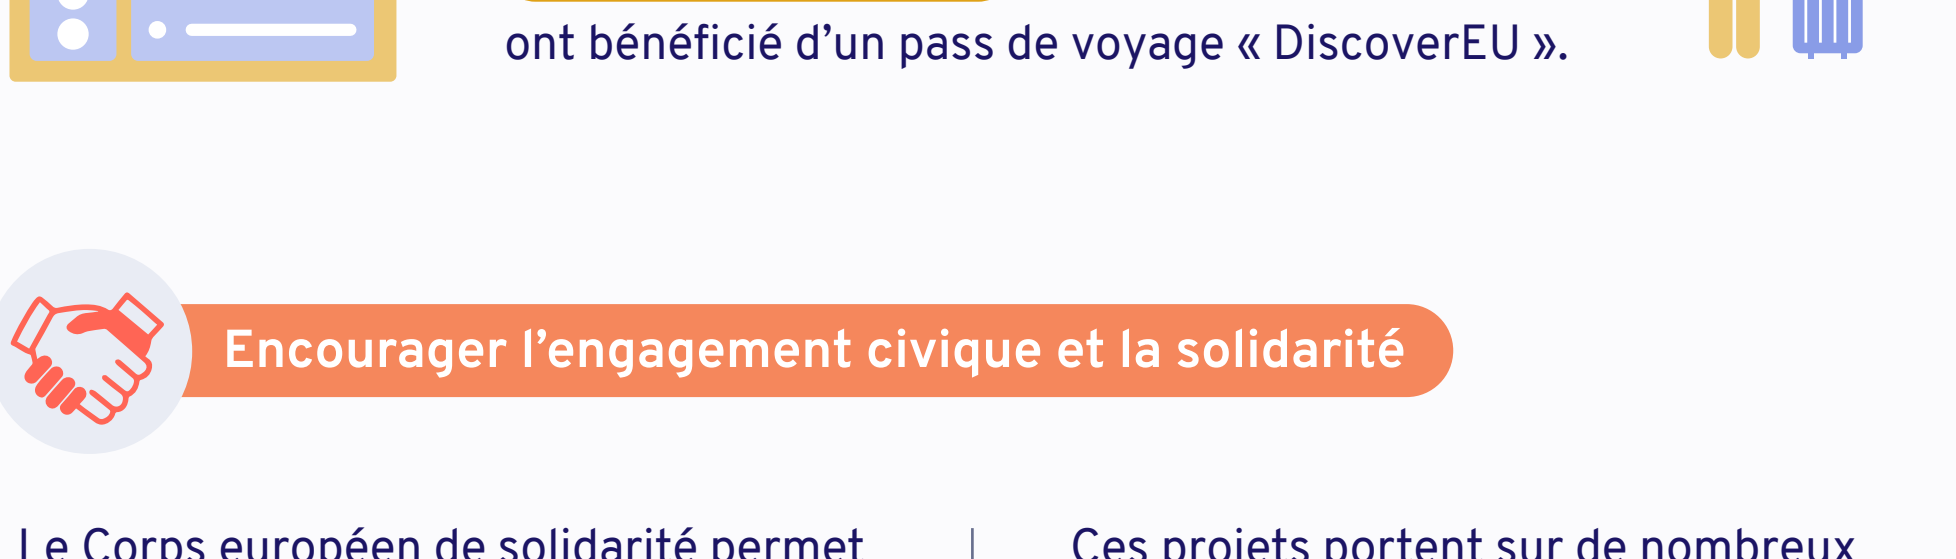 ont bénéficié d’un pass de voyage « DiscoverEU ».
Encourager l’engagement civique et la solidarité
Le Corps européen de solidarité permet
Ces projets portent sur de nombreux